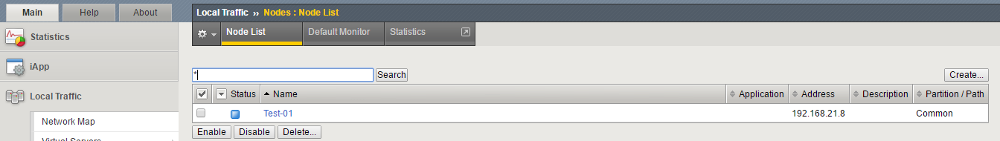 Main Help About
Local Traffic ›› Nodes : Node List
Statistics
Node List Default Monitor Statistics
iApp
* Search Create...
Local Traffic
Status Name Application Address Description Partition / Path
Test-01 192.168.21.8 Common
Network Map
Enable Disable Delete...
Virtual Servers